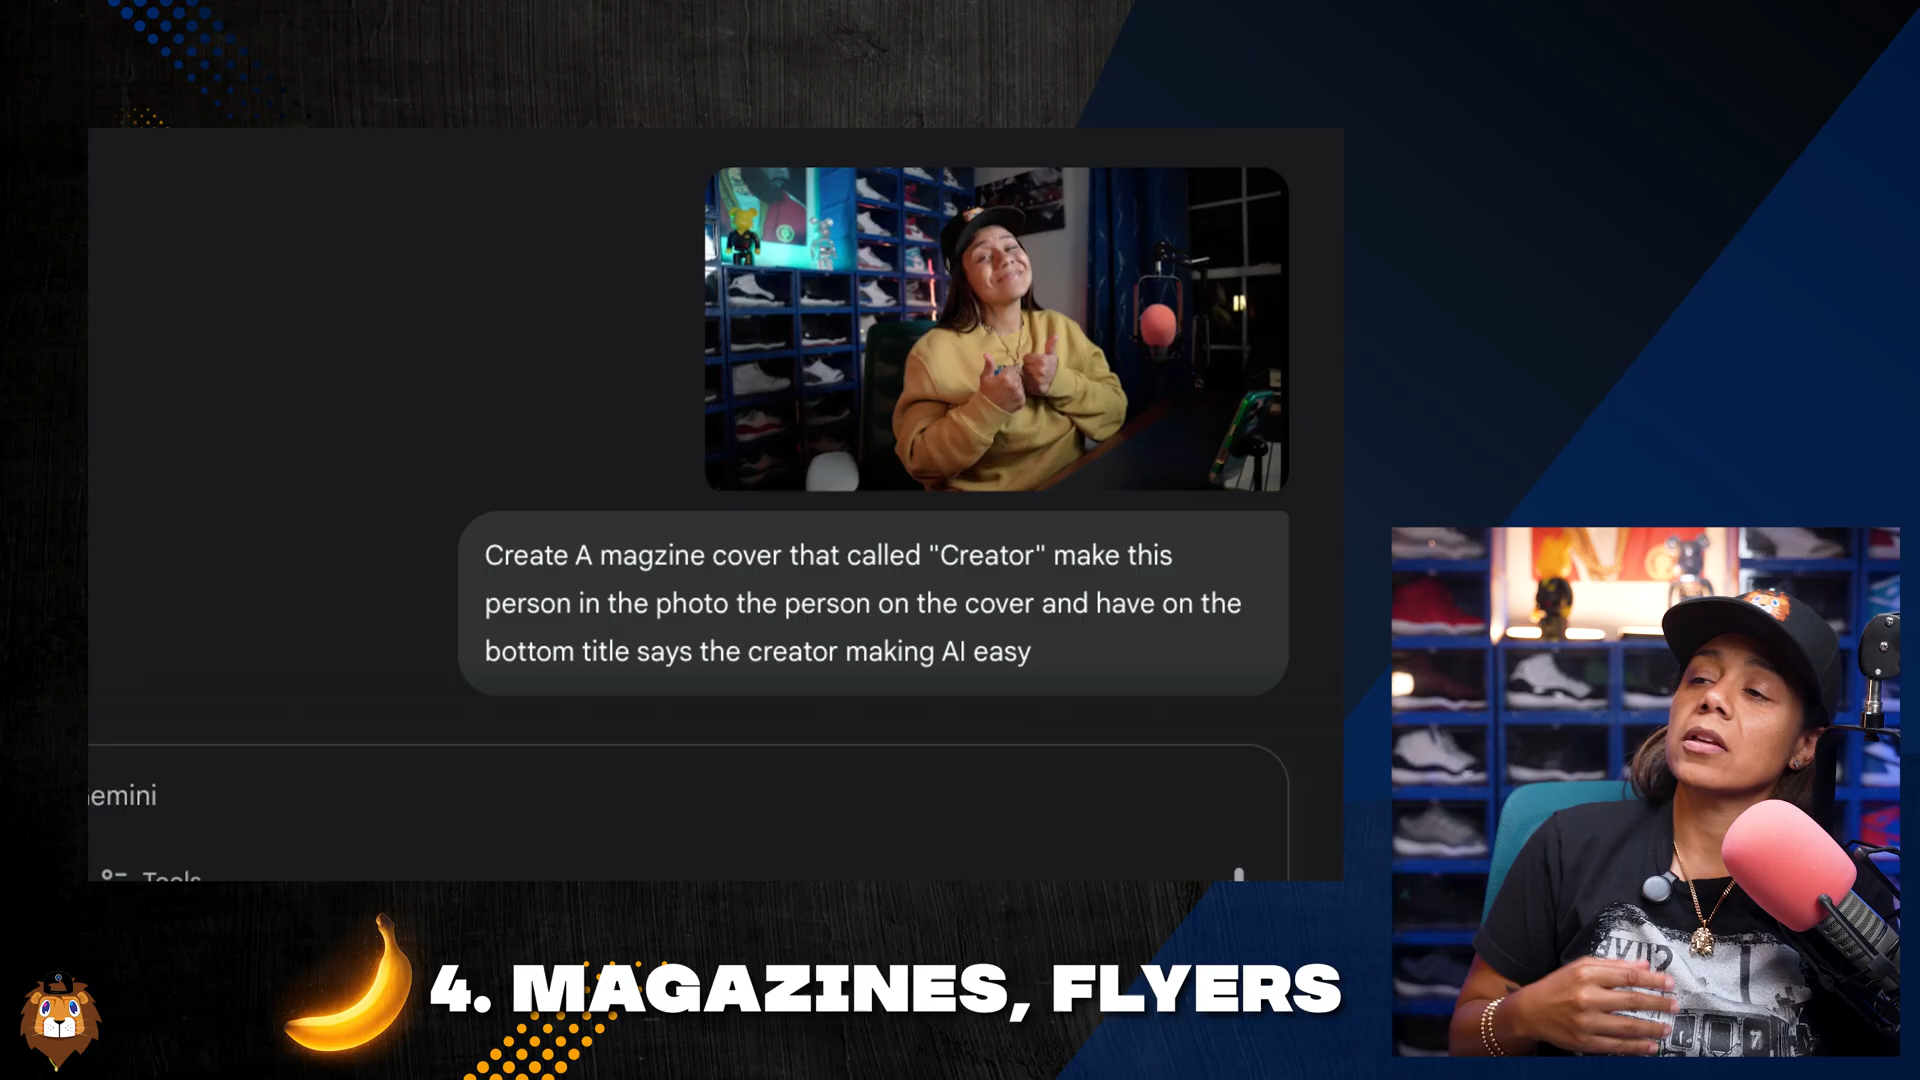 Create A magzine cover that called "Creator" make this
person in the photo the person on the cover and have on the
bottom title says the creator making AI easy
emini
Tools
4. MAGAZINES, FLYERS